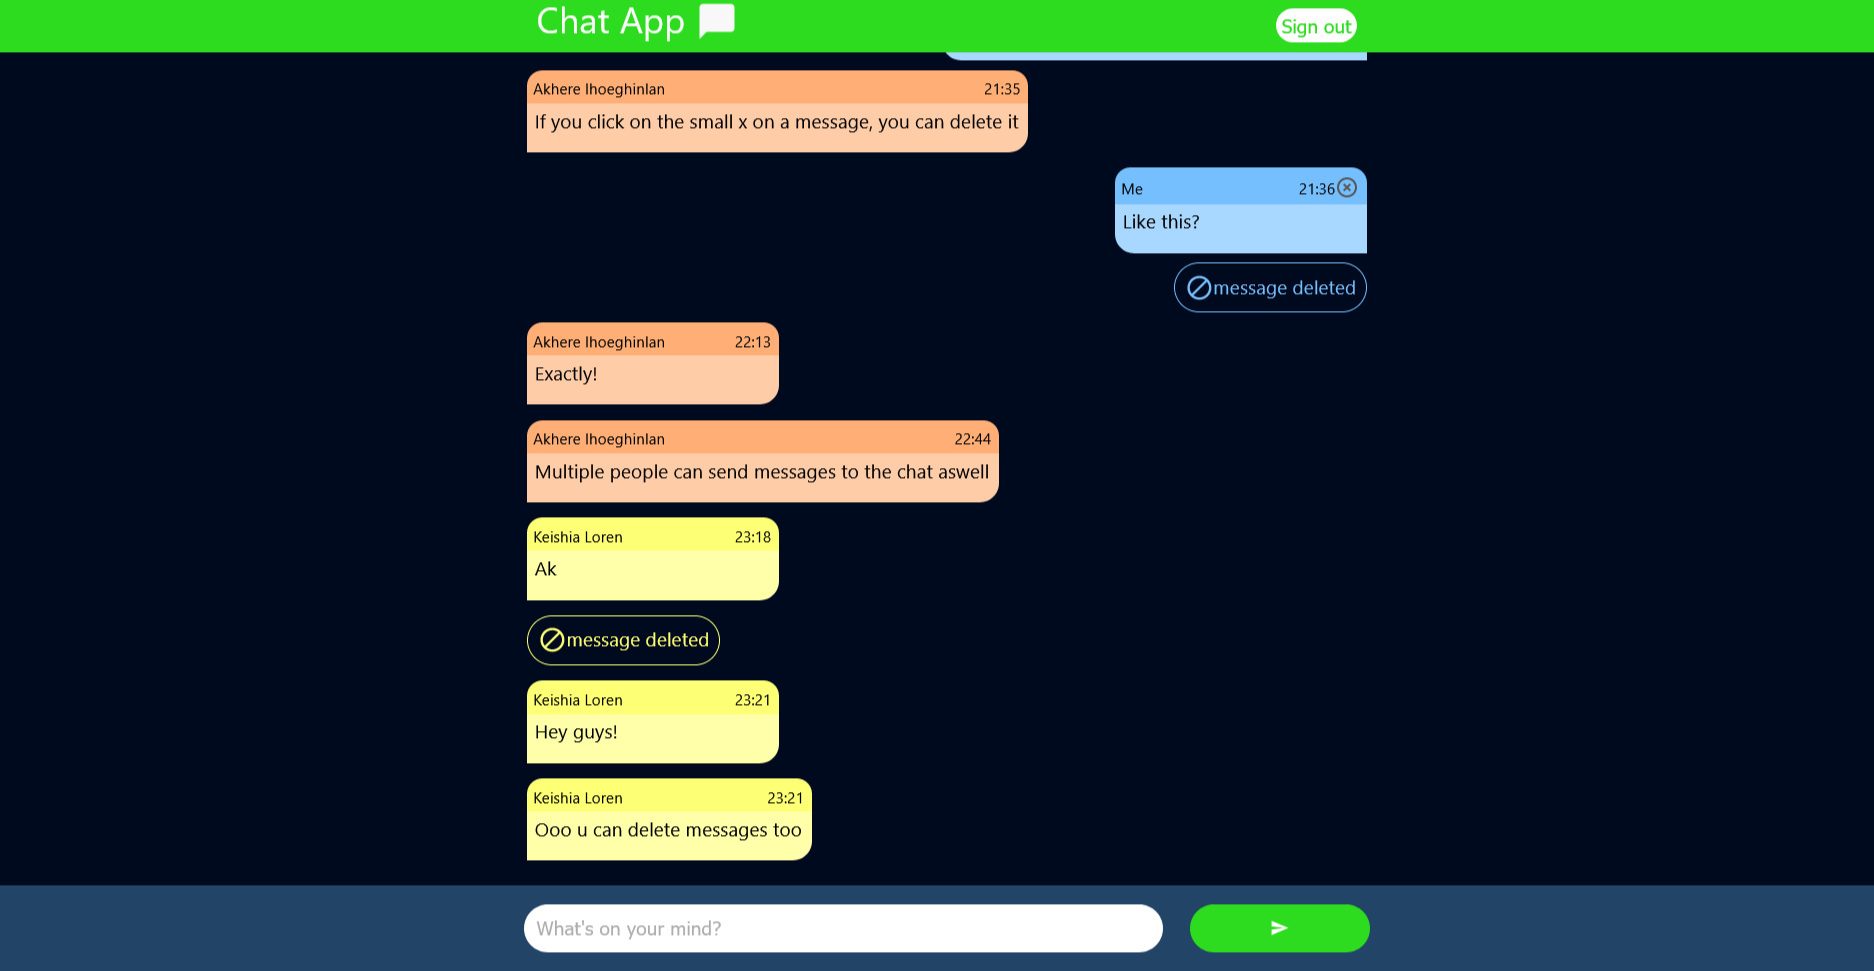 Chat App
Sign out
Akhere Ihoeghinlan 21:35
If you click on the small x on a message, you can delete it
Me 21:36
Like this?
message deleted
Akhere Ihoeghinlan 22:13
Exactly!
Akhere Ihoeghinlan 22:44
Multiple people can send messages to the chat aswell
Keishia Loren 23:18
Ak
message deleted
Keishia Loren 23:21
Hey guys!
Keishia Loren 23:21
Ooo u can delete messages too
What's on your mind?